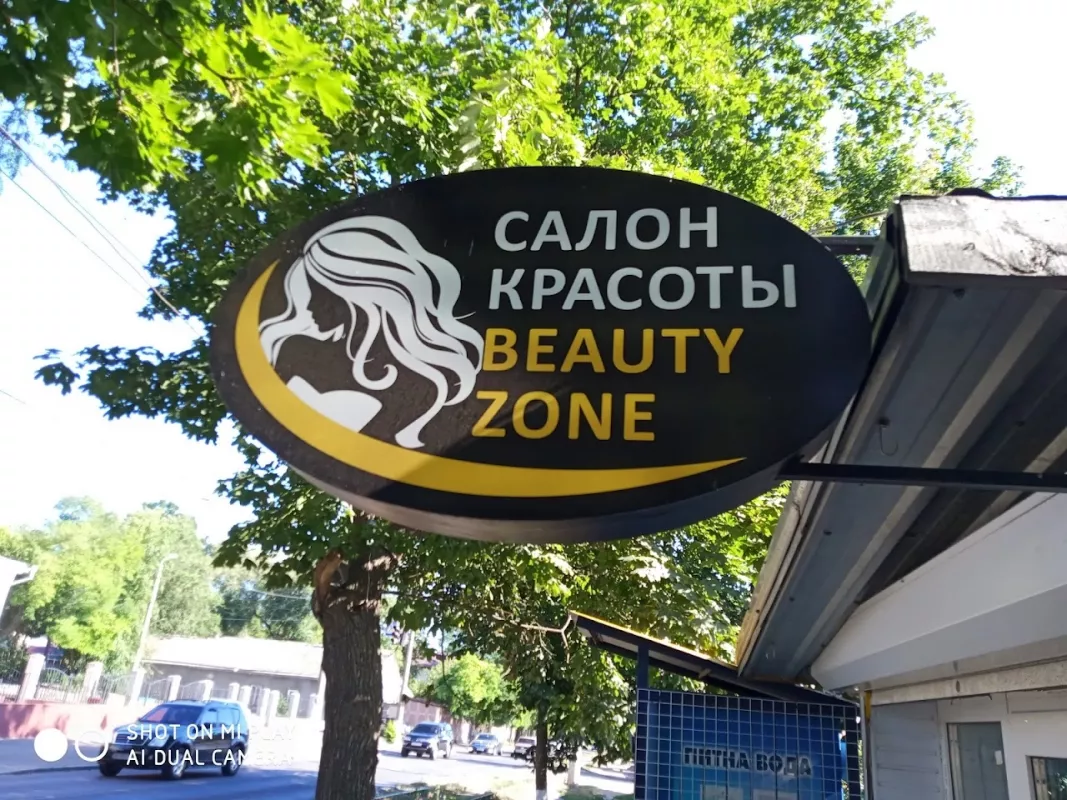 САЛОН
КРАСОТЫ
BEAUTY
ZONE
ПИТНА ВОДА
SHOT ON MI PLAY
AI DUAL CAMERA